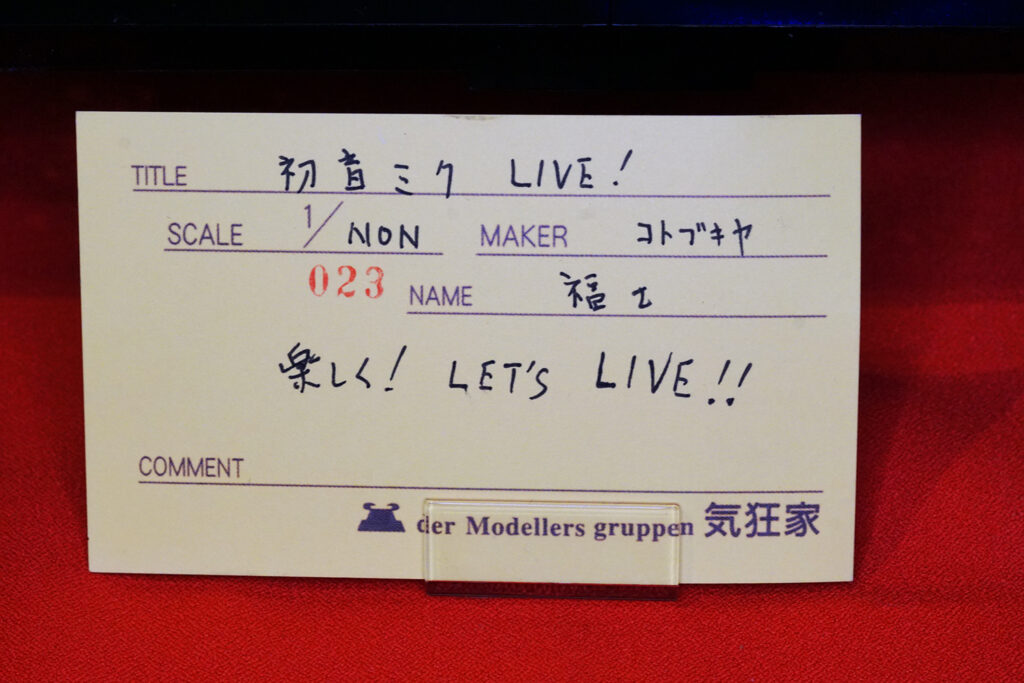 TITLE 初音ミク LIVE!
SCALE 1/NON MAKER コトブキヤ
023 NAME 福士
楽しく! LET'S LIVE!!
COMMENT
der Modellers gruppen 気狂家